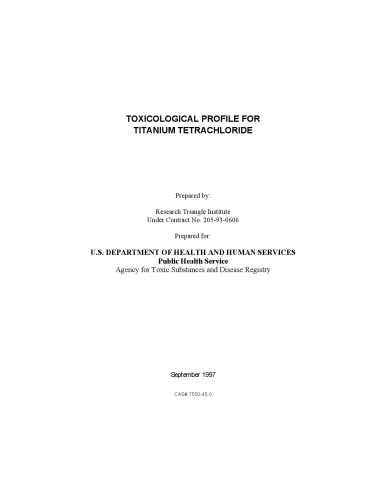 TOXICOLOGICAL PROFILE FOR
TITANIUM TETRACHLORIDE
Prepared by:
Research Triangle Institute
Under Contract No. 205-93-0606
Prepared for:
U.S. DEPARTMENT OF HEALTH AND HUMAN SERVICES
Public Health Service
Agency for Toxic Substances and Disease Registry
September 1997
CAS# 7550-45-0